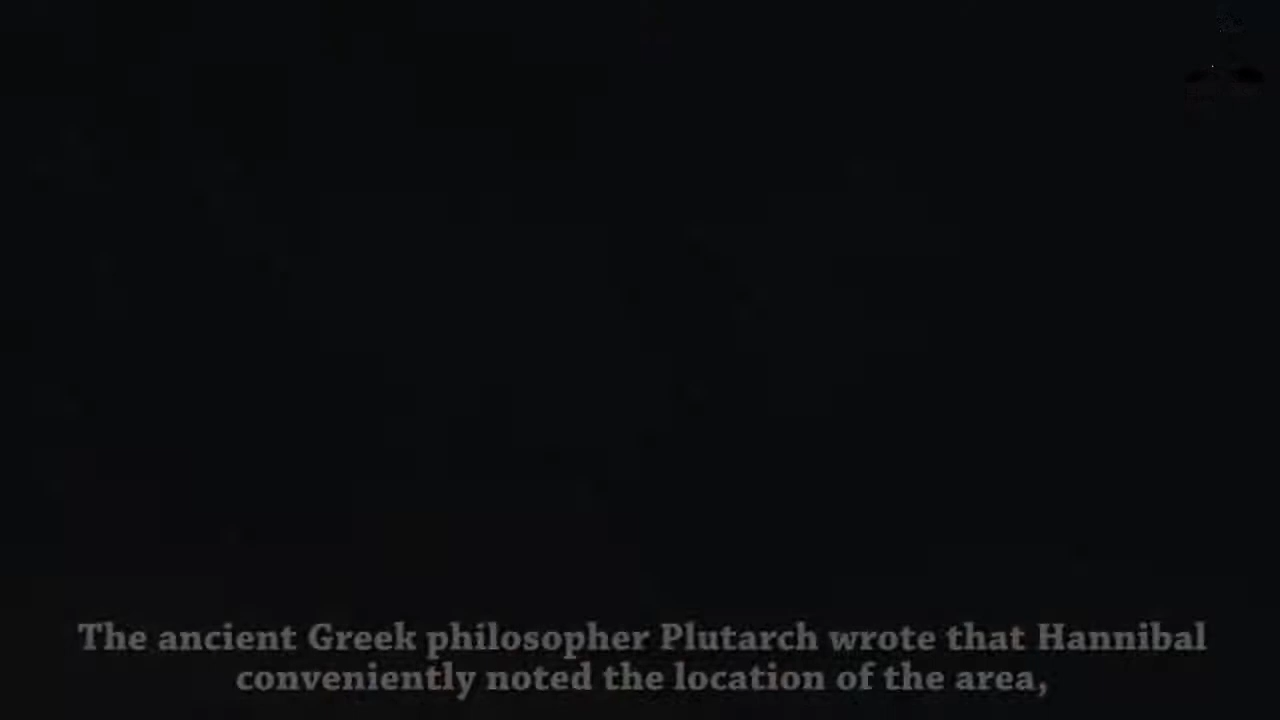 The ancient Greek philosopher Plutarch wrote that Hannibal
conveniently noted the location of the area,